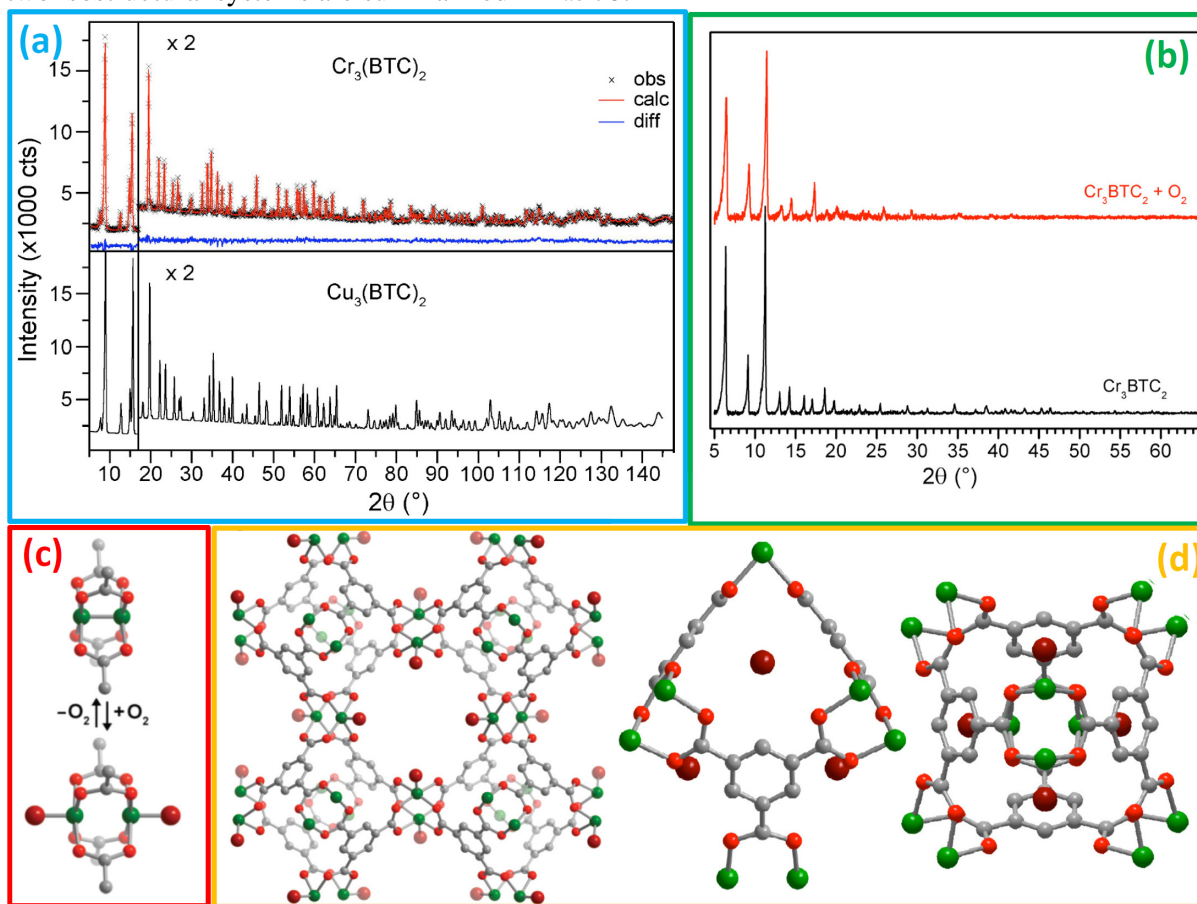 (a)
x 2
Cr₃(BTC)₂
× obs
calc
diff
15
10
5
x 2
Cu₃(BTC)₂
15
10
5
Intensity (x1000 cts)
10 20 30 40 50 60 70 80 90 100 110 120 130 140
2θ (°)
(b)
Cr₃BTC₂ + O₂
Cr₃BTC₂
5 10 15 20 25 30 35 40 45 50 55 60
2θ (°)
(c)
−O₂ +O₂
(d)